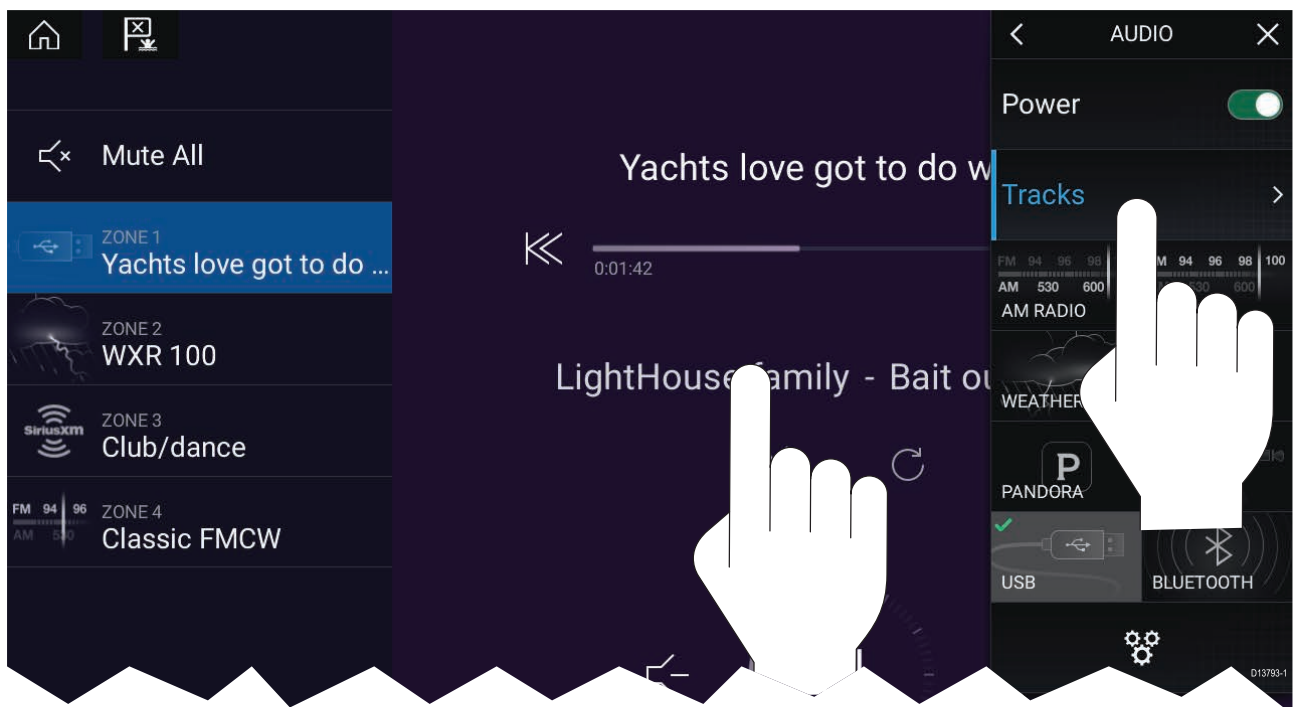 Mute All
ZONE 1
Yachts love got to do ...
ZONE 2
WXR 100
siriusxm
ZONE 3
Club/dance
FM 94 96
AM 530
ZONE 4
Classic FMCW
Yachts love got to do w
0:01:42
LightHouse family - Bait ou
AUDIO
Power
Tracks
FM 94 96 98
AM 530 600
AM RADIO
M 94 96 98 100
530 600
WEATHER
P
PANDORA
USB
BLUETOOTH
D13793-1